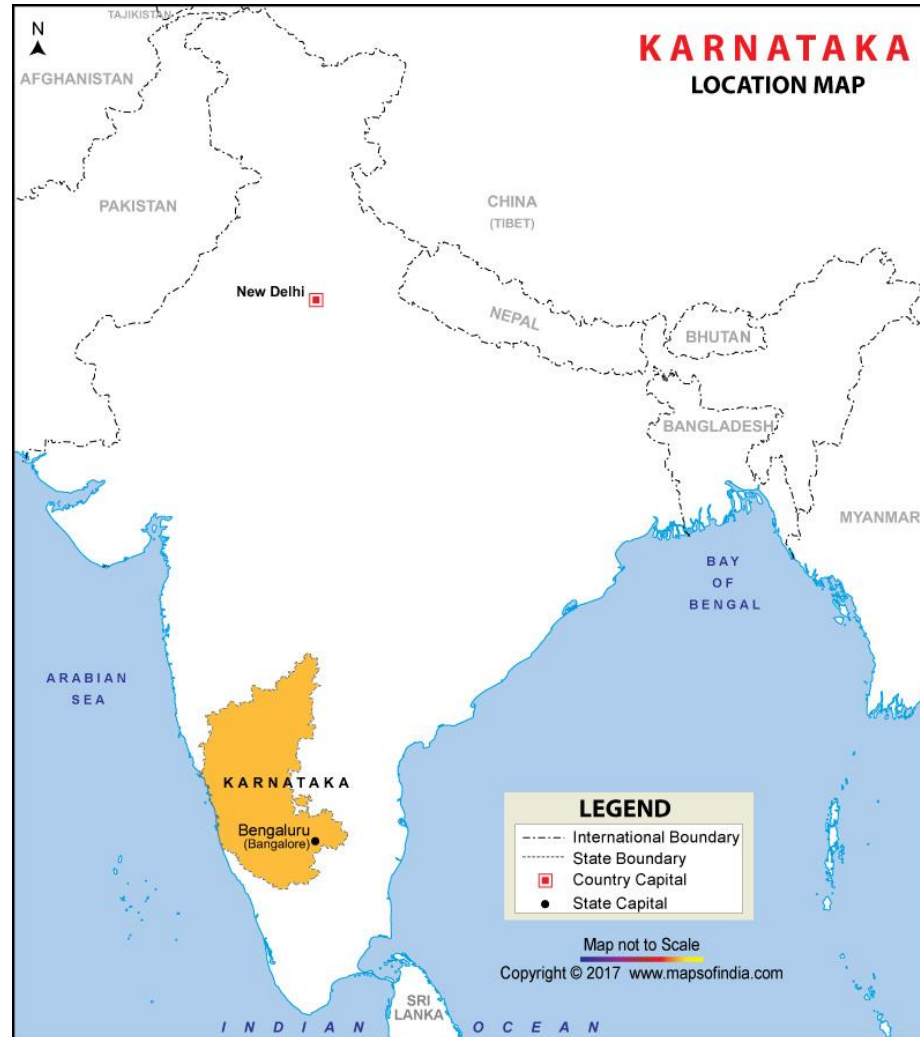 TAJIKISTAN
N
KARNATAKA
LOCATION MAP
AFGHANISTAN
PAKISTAN
CHINA
(TIBET)
New Delhi
NEPAL
BHUTAN
BANGLADESH
MYANMAR
BAY
OF
BENGAL
ARABIAN
SEA
KARNATAKA
Bengaluru
(Bangalore)
LEGEND
International Boundary
State Boundary
Country Capital
State Capital
Map not to Scale
Copyright © 2017 www.mapsofindia.com
SRI
LANKA
INDIAN OCEAN